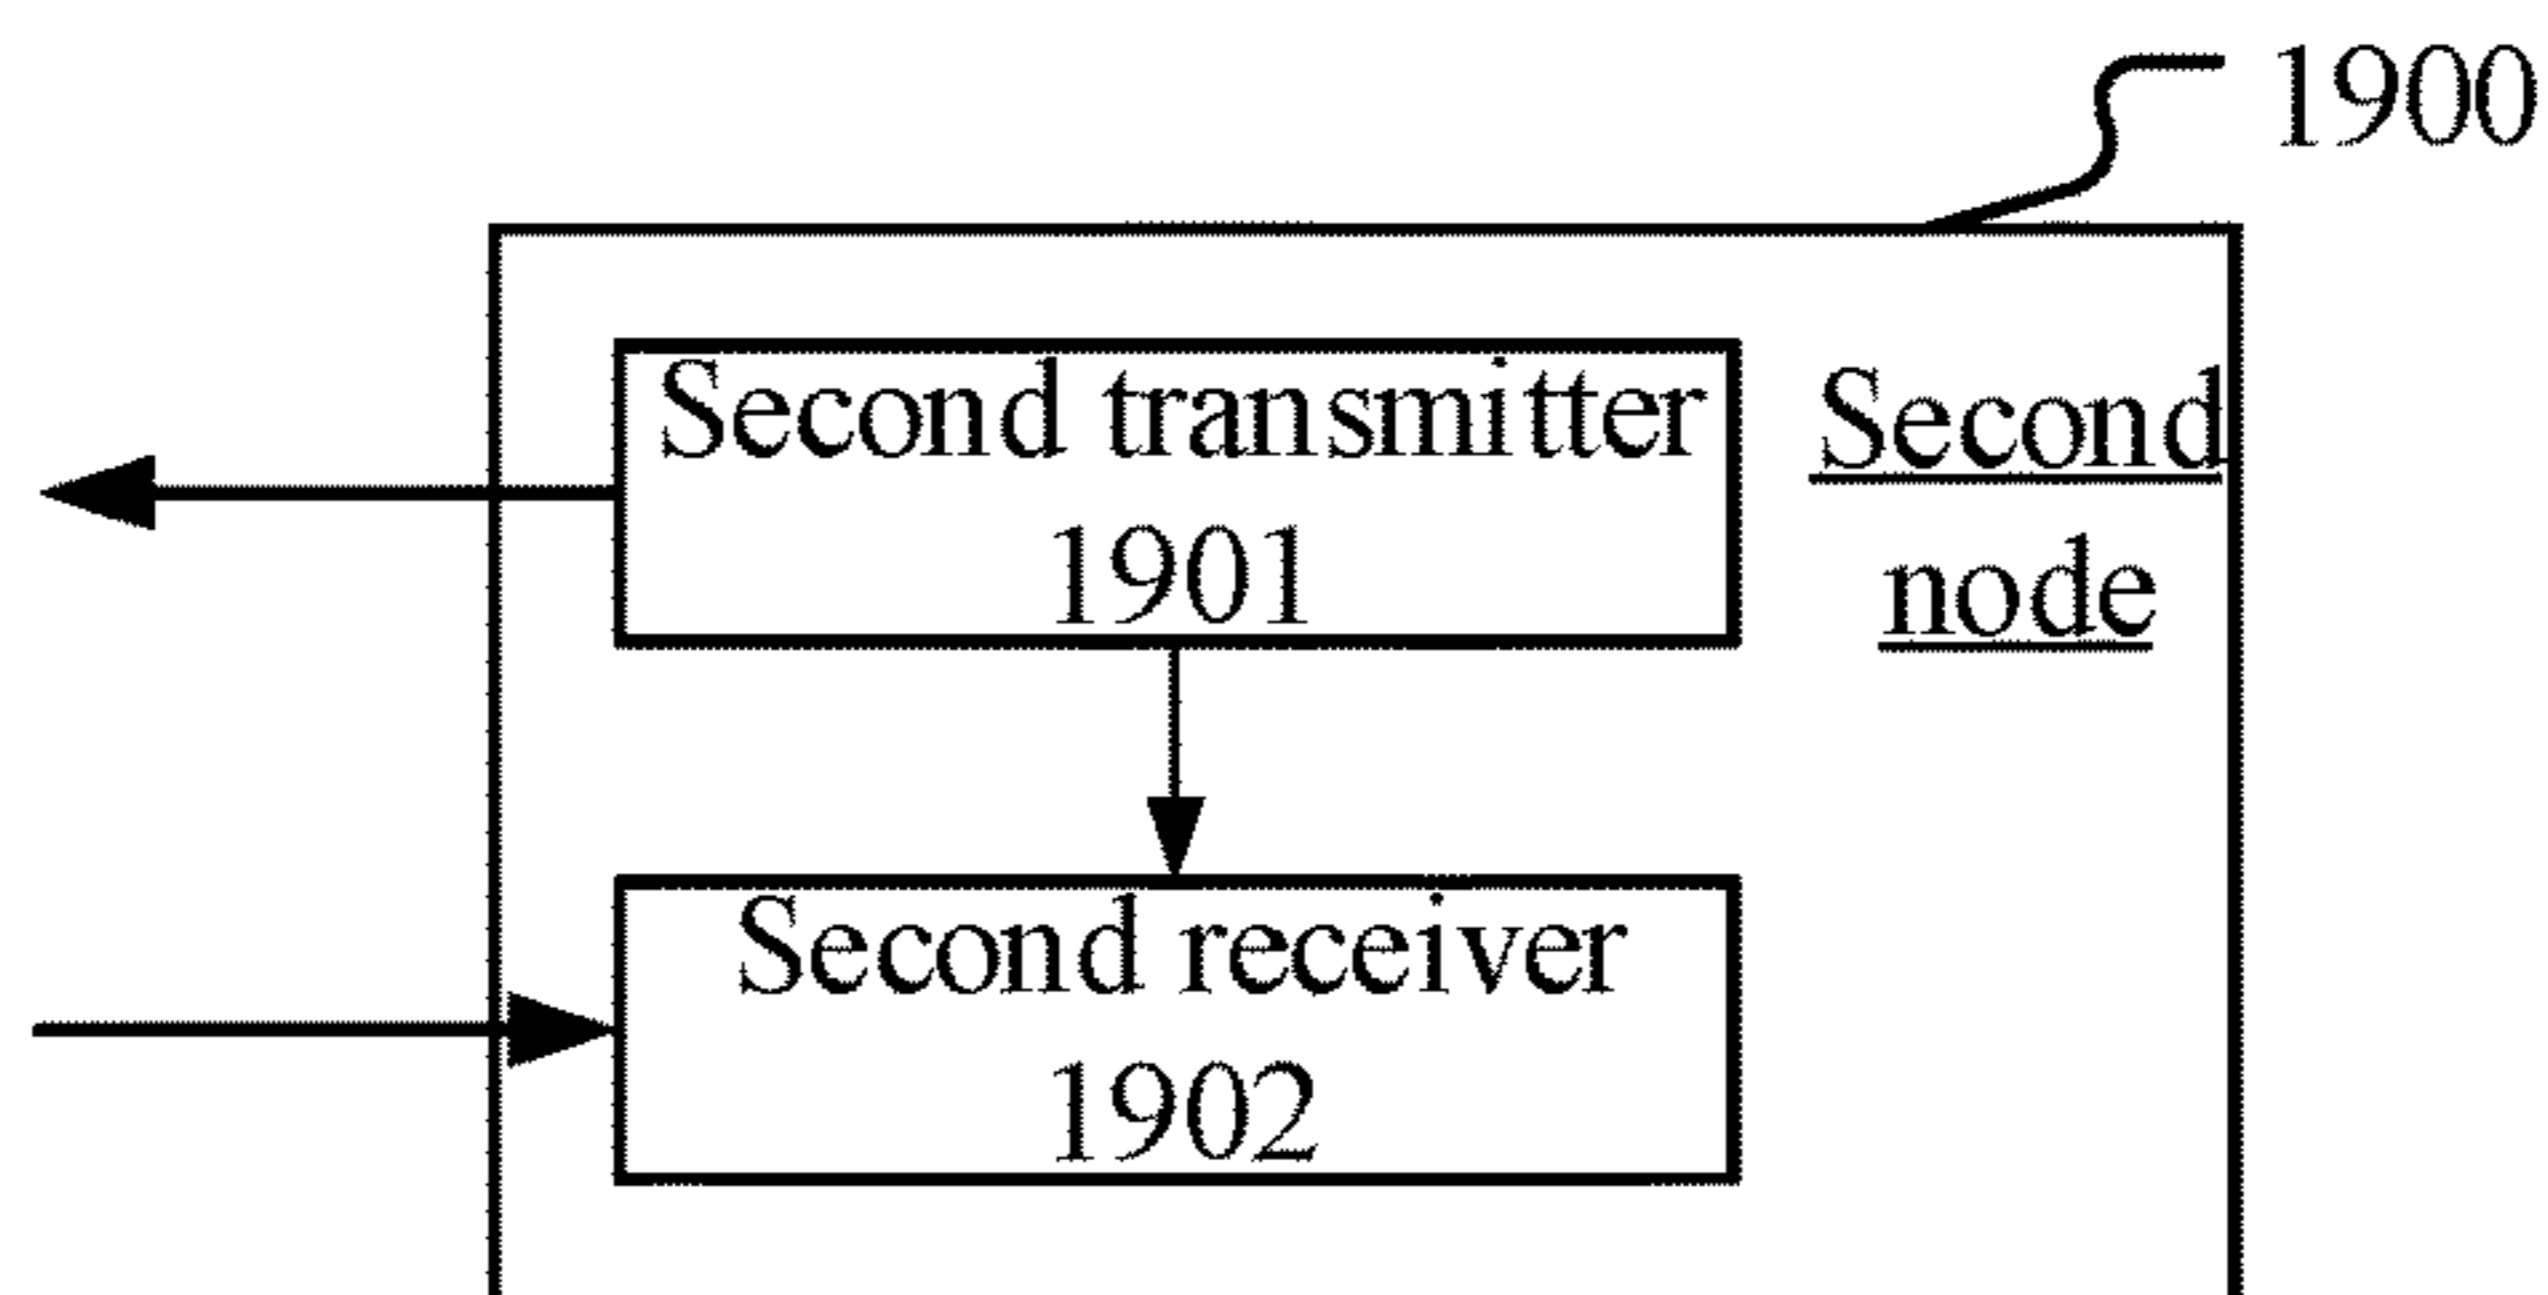 1900
Second transmitter
1901
Second
node
Second receiver
1902